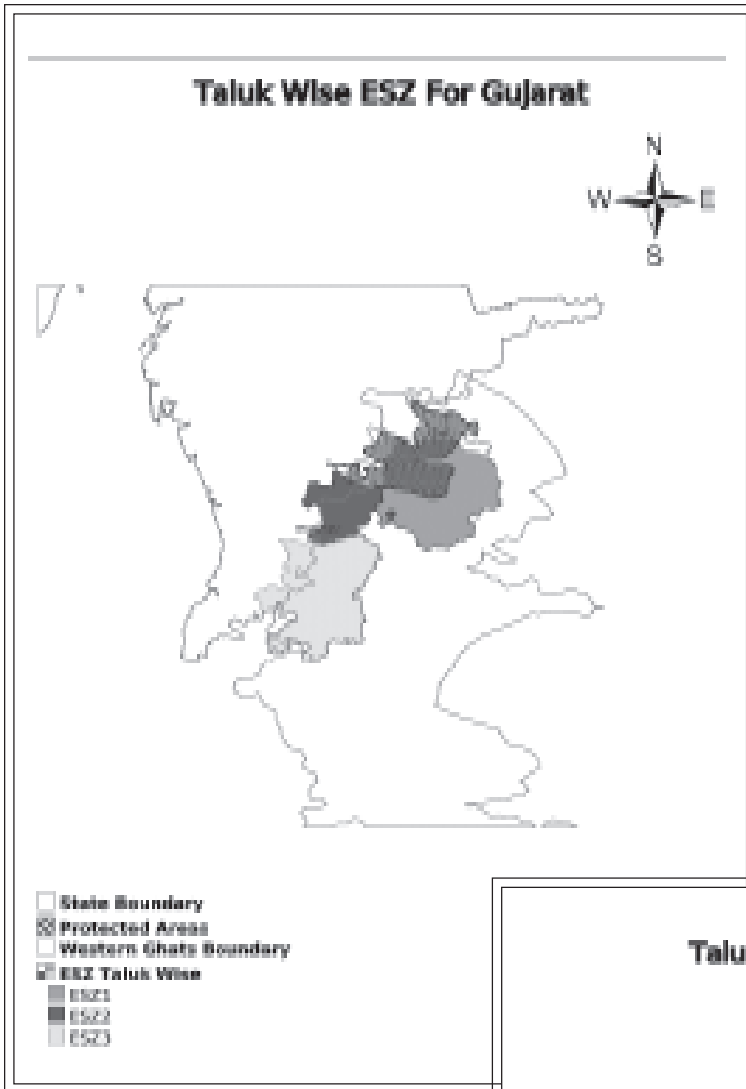 Taluk Wise ESZ For Gujarat
N
W E
S
State Boundary
Protected Areas
Western Ghats Boundary
ESZ Taluk Wise
ESZ1
ESZ2
ESZ3
Talu